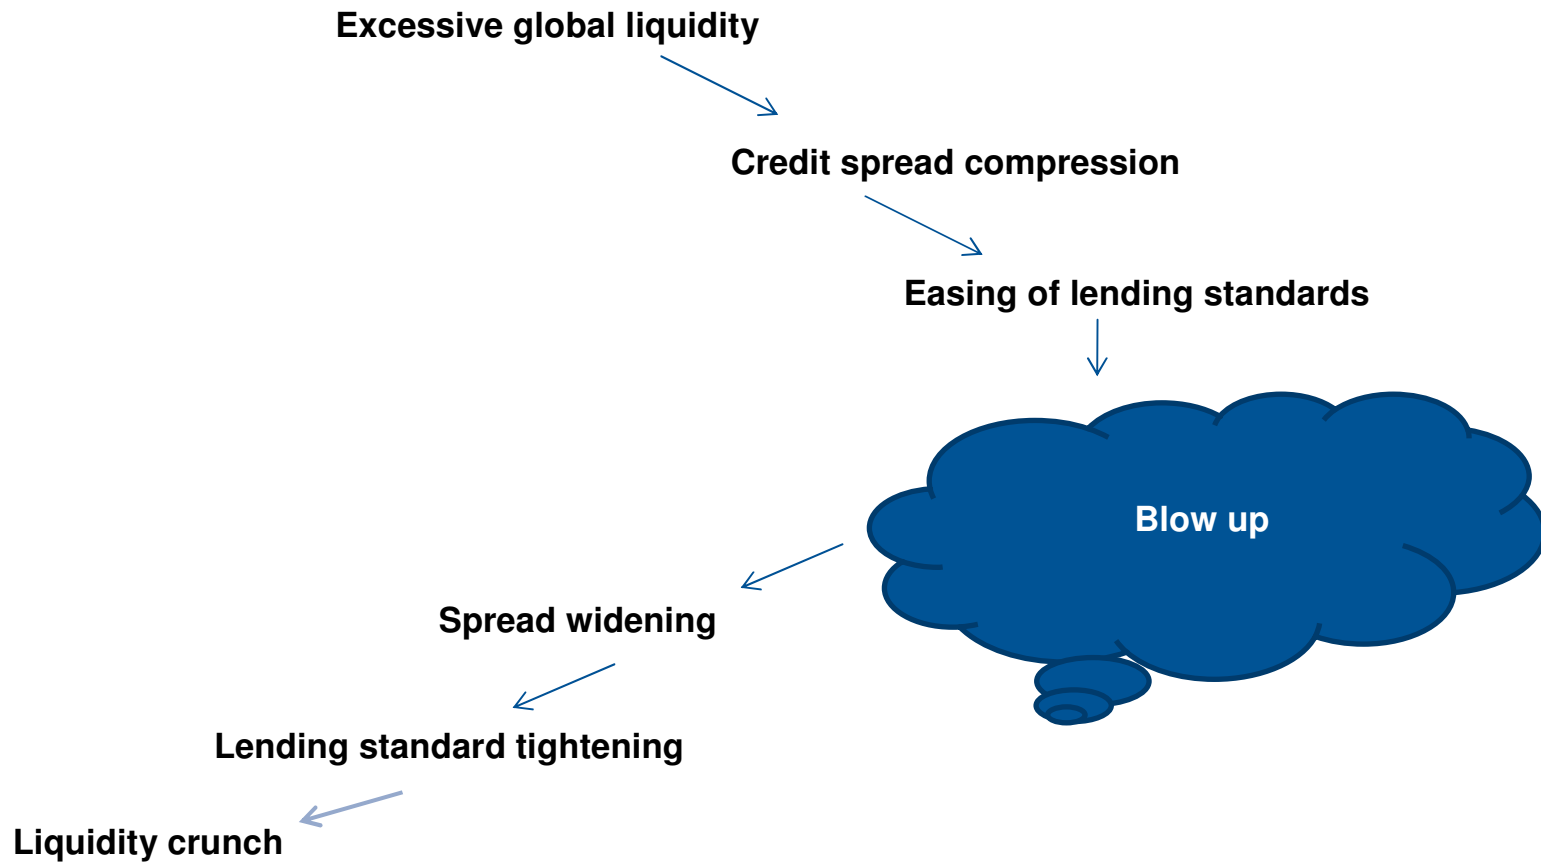 Excessive global liquidity
Credit spread compression
Easing of lending standards
Blow up
Spread widening
Lending standard tightening
Liquidity crunch